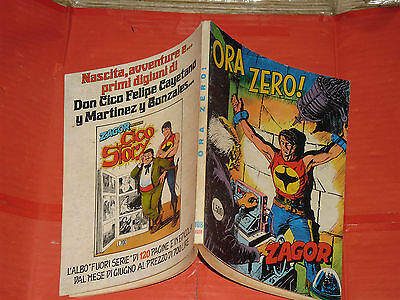 Nascita, avventure e...
primi digiuni di
Don Cico Felipe Cayetano
y Martinez y Gonzales...
ZAGOR
Cico
Story
L'ALBO "FUORI SERIE" DI 120 PAGINE E IN EDICOLA
DAL MESE DI GIUGNO AL PREZZO DI 700 LIRE
ORA ZERO!
ORA ZERO!
ZAGOR